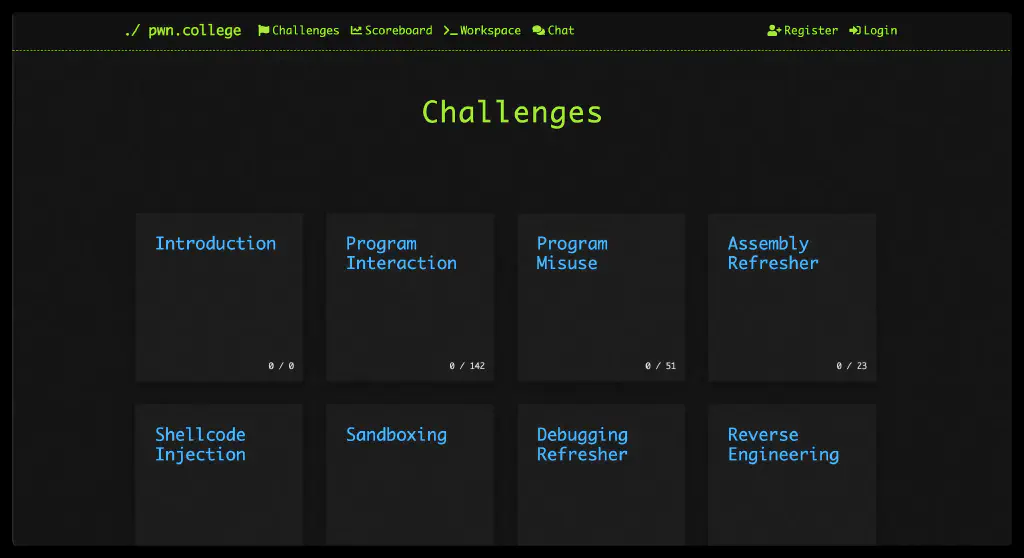 ./ pwn.college Challenges Scoreboard Workspace Chat Register Login
Challenges
Introduction
0 / 0
Program
Interaction
0 / 142
Program
Misuse
0 / 51
Assembly
Refresher
0 / 23
Shellcode
Injection
Sandboxing
Debugging
Refresher
Reverse
Engineering